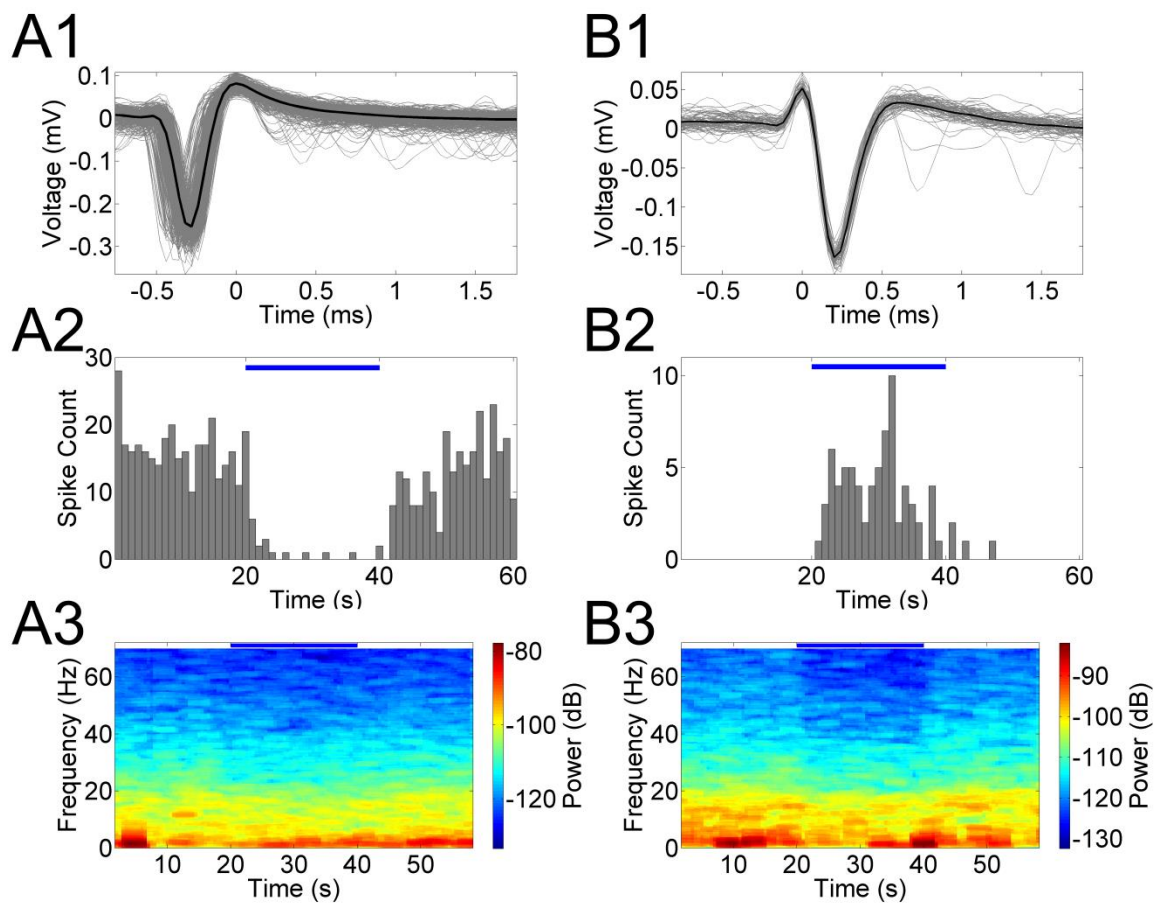 A1
0.1
0
-0.1
-0.2
-0.3
Voltage (mV)
-0.5 0 0.5 1 1.5
Time (ms)
B1
0.05
0
-0.05
-0.1
-0.15
Voltage (mV)
-0.5 0 0.5 1 1.5
Time (ms)
A2
30
20
10
0
Spike Count
20 40 60
Time (s)
B2
10
5
0
Spike Count
20 40 60
Time (s)
A3
60
40
20
0
Frequency (Hz)
10 20 30 40 50
Time (s)
-80
-100
-120
Power (dB)
B3
60
40
20
0
Frequency (Hz)
10 20 30 40 50
Time (s)
-90
-100
-110
-120
-130
Power (dB)